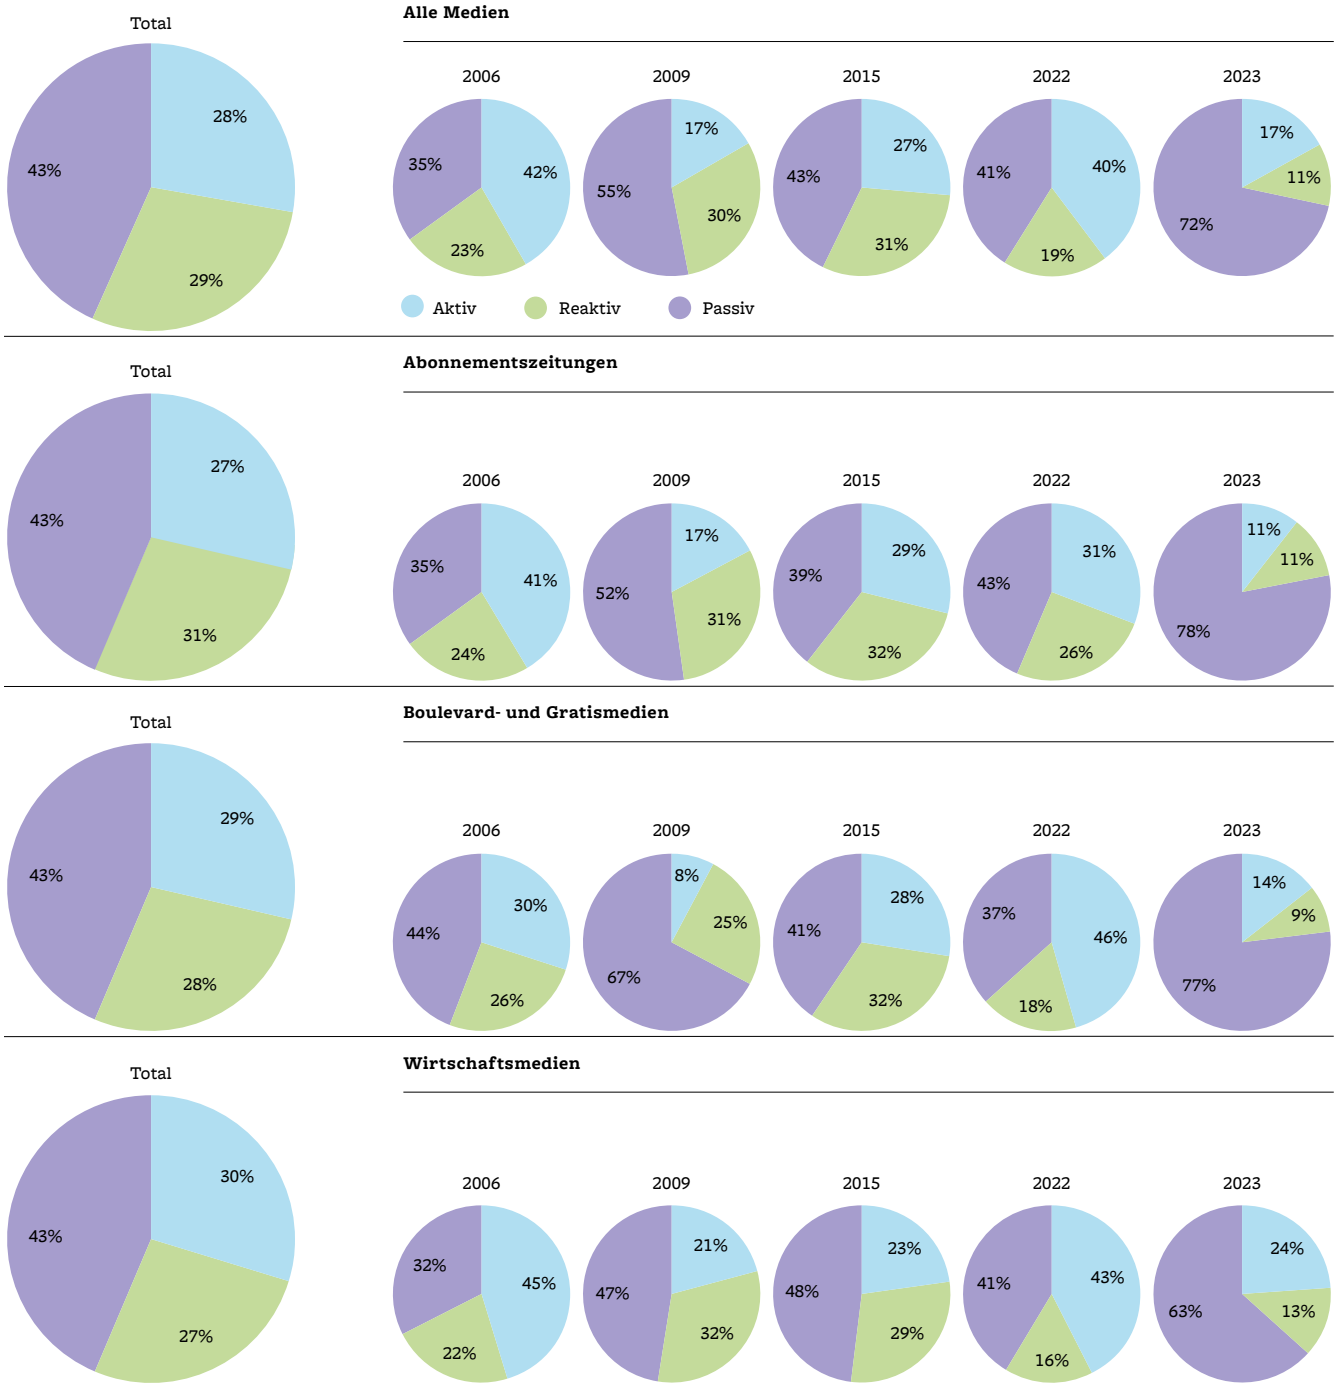 Total
28%
43%
29%
Alle Medien
2006 2009 2015 2022 2023
35% 42% 23%
17% 55% 30%
27% 43% 31%
41% 40% 19%
17% 11% 72%
Aktiv Reaktiv Passiv
Total
27%
43%
31%
Abonnementszeitungen
2006 2009 2015 2022 2023
35% 41% 24%
17% 52% 31%
29% 39% 32%
31% 43% 26%
11% 11% 78%
Total
29%
43%
28%
Boulevard- und Gratismedien
2006 2009 2015 2022 2023
30% 44% 26%
8% 25% 67%
28% 41% 32%
37% 46% 18%
14% 9% 77%
Total
30%
43%
27%
Wirtschaftsmedien
2006 2009 2015 2022 2023
32% 45% 22%
21% 47% 32%
23% 48% 29%
43% 41% 16%
24% 63% 13%